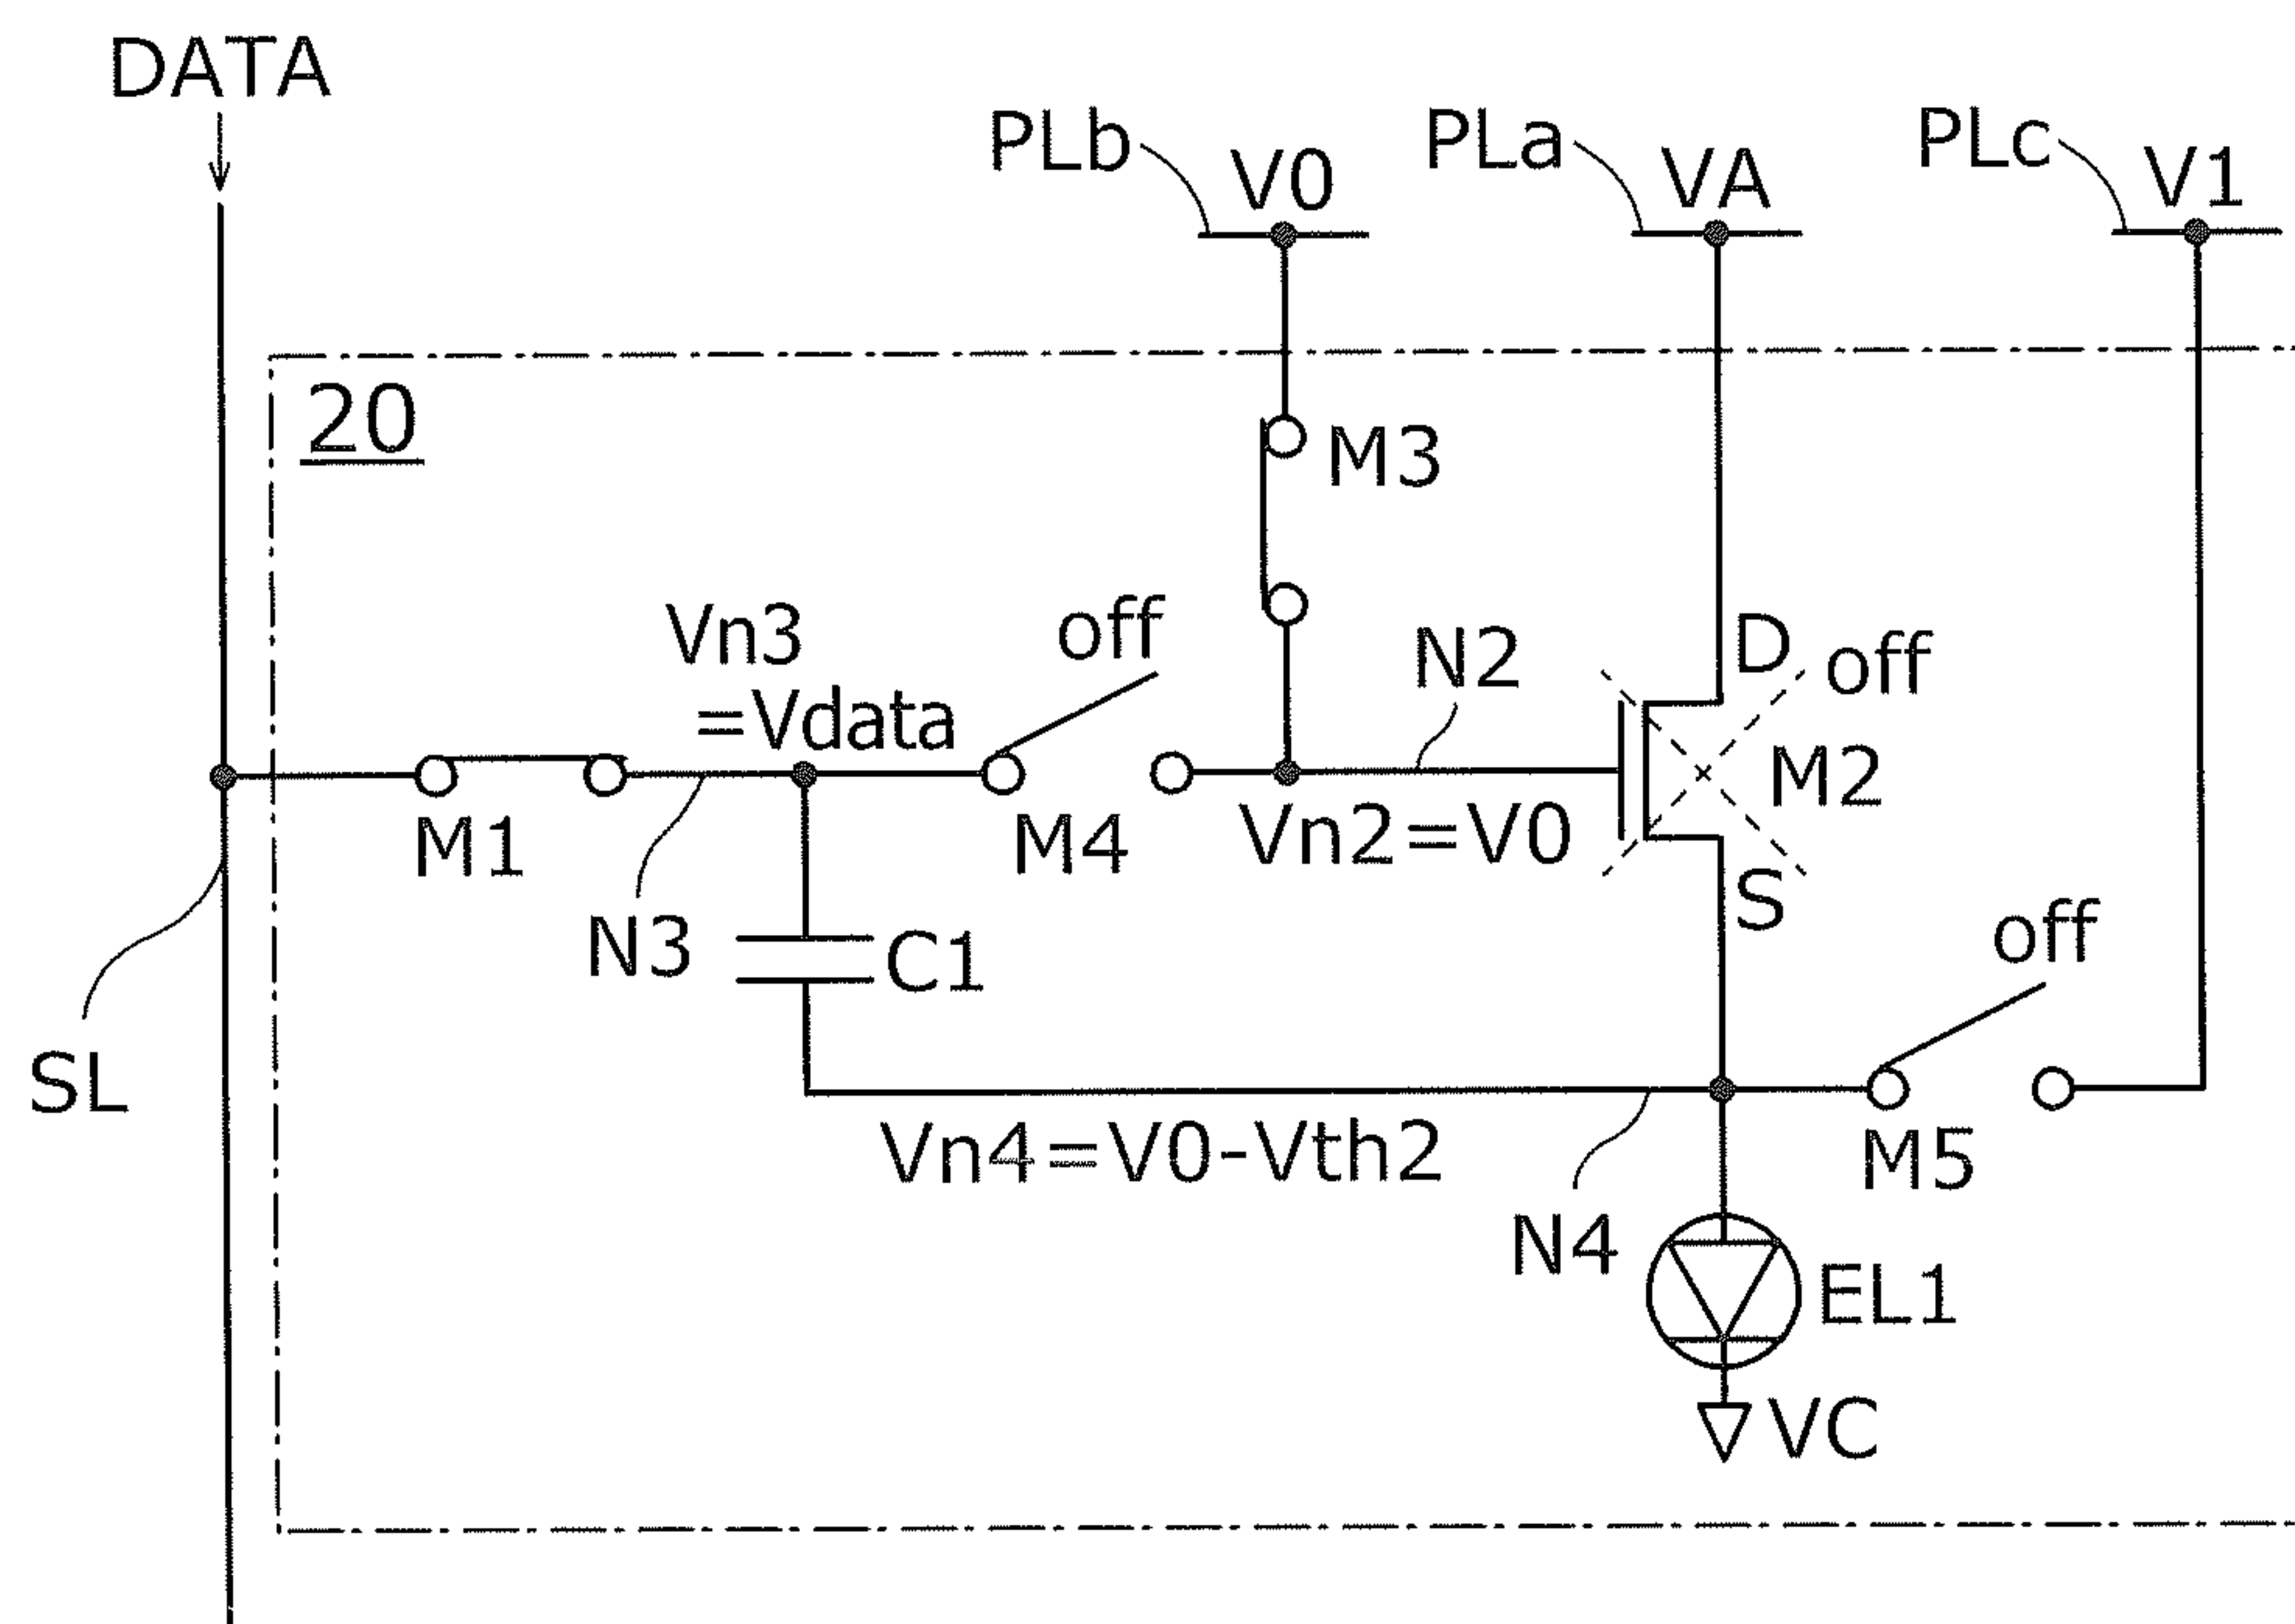 DATA
PLb
V0
PLa
VA
PLc
V1
20
M3
Vn3
=Vdata
off
N2
D
off
M2
M1
M4
Vn2=V0
S
N3
C1
off
SL
Vn4=V0-Vth2
M5
N4
EL1
VC